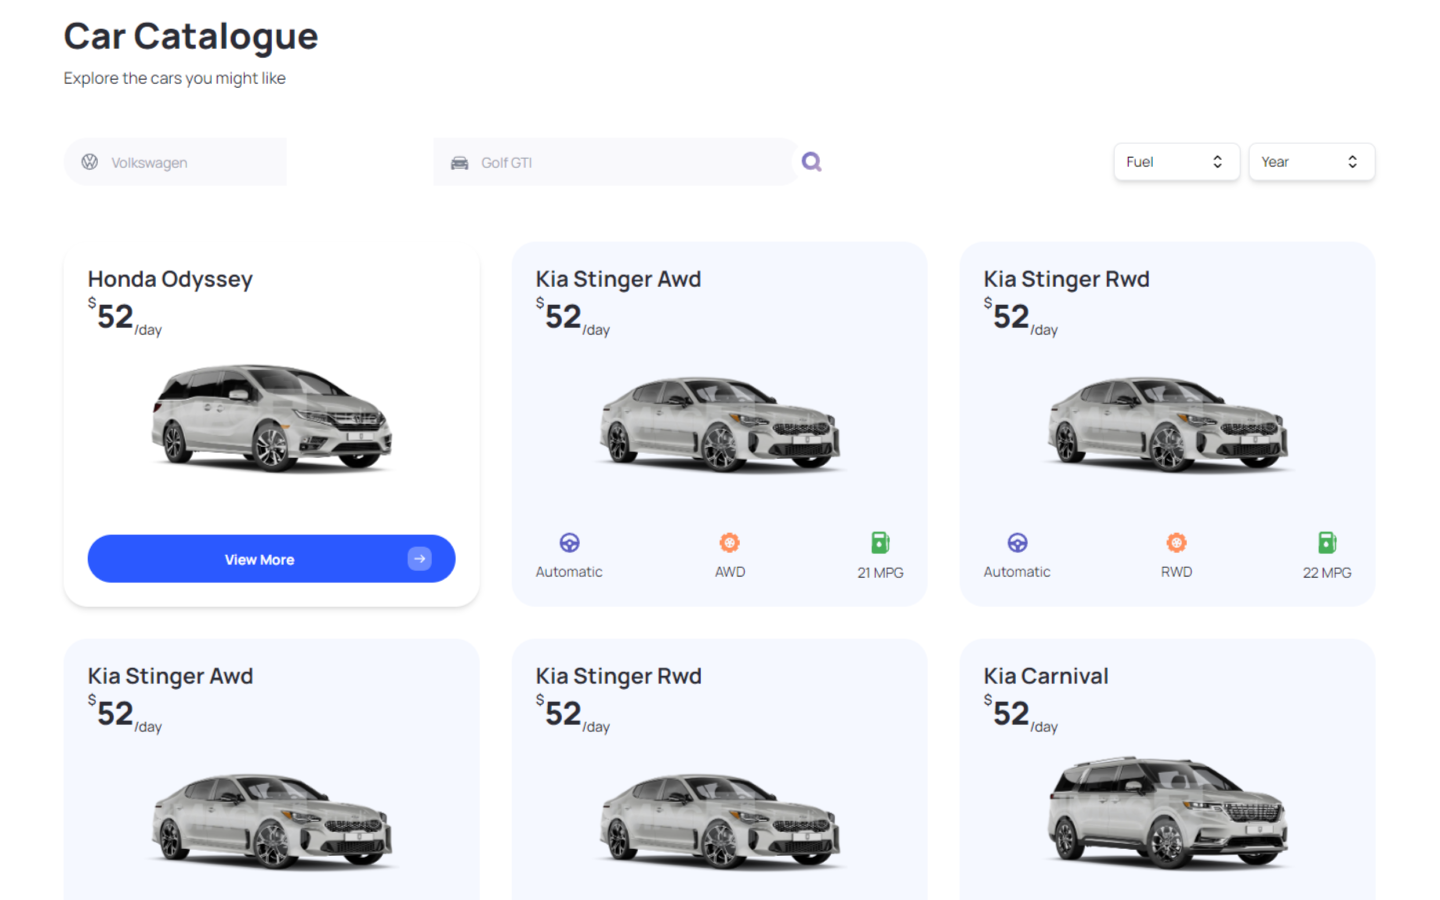 Car Catalogue
Explore the cars you might like
Volkswagen
Golf GTI
Fuel
Year
Honda Odyssey
$52/day
View More
Kia Stinger Awd
$52/day
Automatic
AWD
21 MPG
Kia Stinger Rwd
$52/day
Automatic
RWD
22 MPG
Kia Stinger Awd
$52/day
Kia Stinger Rwd
$52/day
Kia Carnival
$52/day